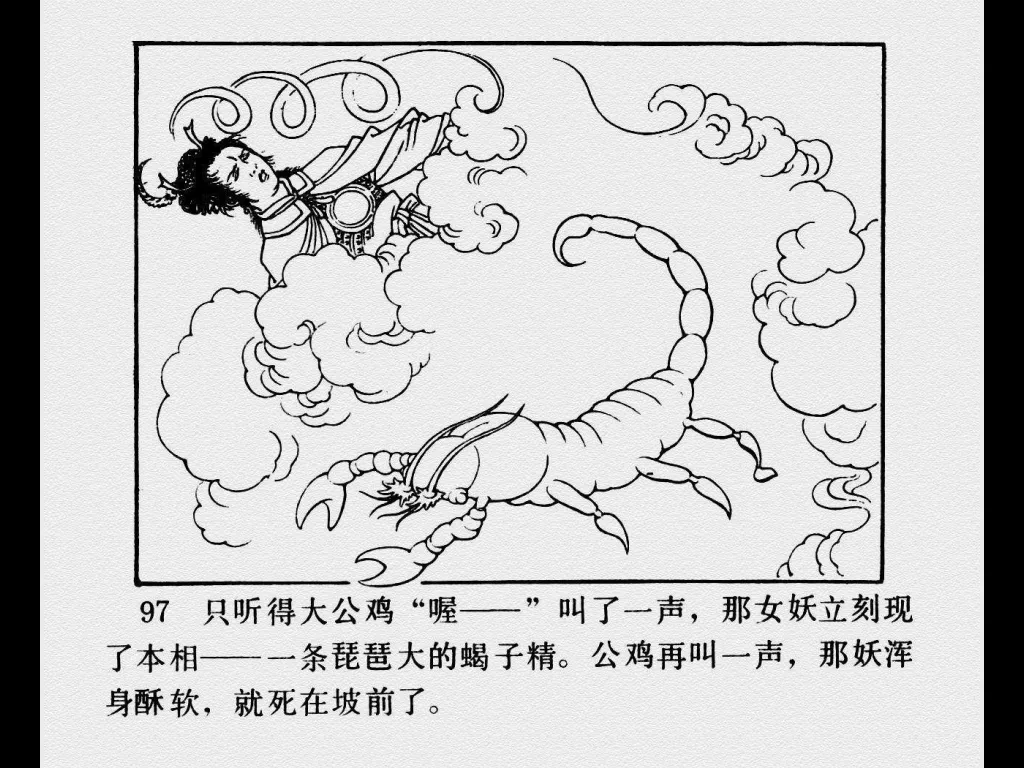 97 只听得大公鸡“喔——”叫了一声，那女妖立刻现
了本相——一条琵琶大的蝎子精。公鸡再叫一声，那妖浑
身酥软，就死在坡前了。